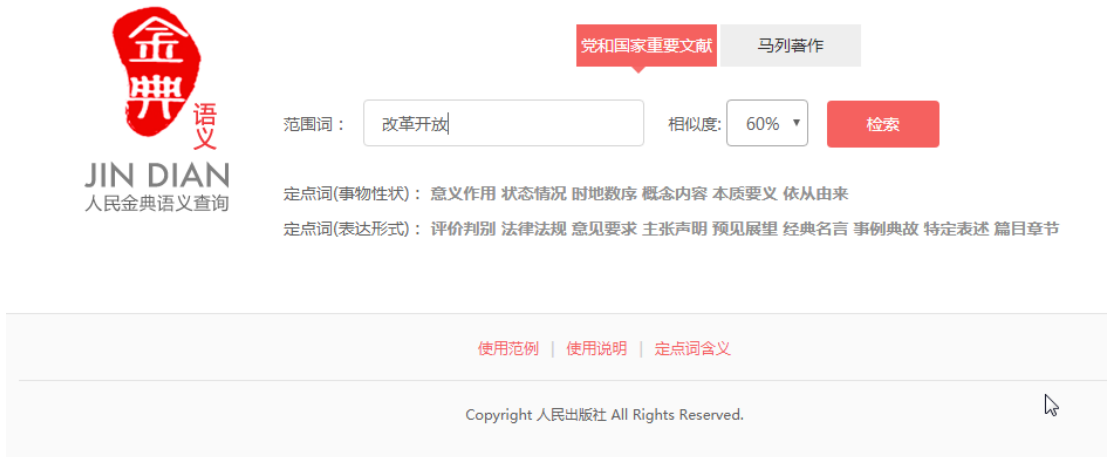 金典
语义
JIN DIAN
人民金典语义查询
党和国家重要文献 马列著作
范围词： 改革开放 相似度: 60% 检索
定点词(事物性状)： 意义作用 状态情况 时地数序 概念内容 本质要义 依从由来
定点词(表达形式)： 评价判别 法律法规 意见要求 主张声明 预见展望 经典名言 事例典故 特定表述 篇目章节
使用范例 | 使用说明 | 定点词含义
Copyright 人民出版社 All Rights Reserved.